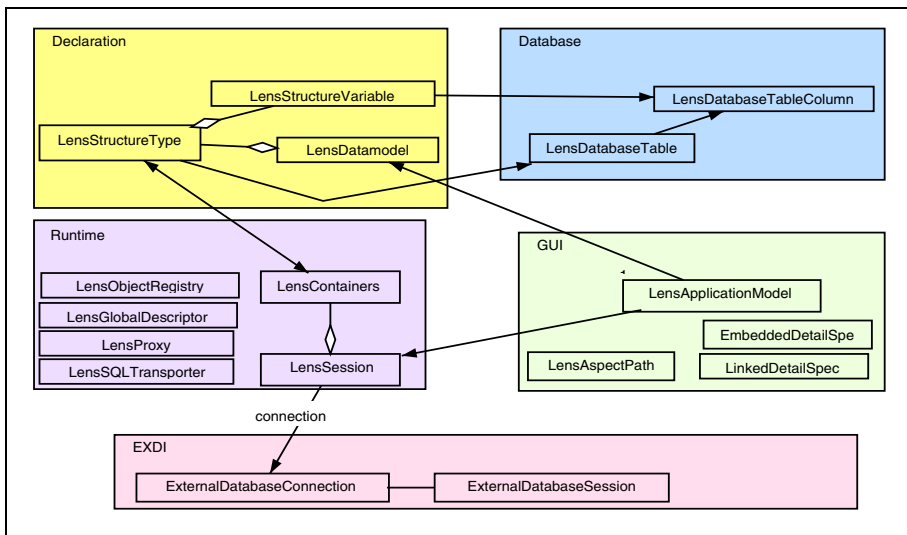 Declaration
LensStructureVariable
LensStructureType
LensDatamodel
Database
LensDatabaseTableColumn
LensDatabaseTable
Runtime
LensObjectRegistry
LensGlobalDescriptor
LensProxy
LensSQLTransporter
LensContainers
LensSession
GUI
LensApplicationModel
EmbeddedDetailSpe
LensAspectPath
LinkedDetailSpec
connection
EXDI
ExternalDatabaseConnection
ExternalDatabaseSession